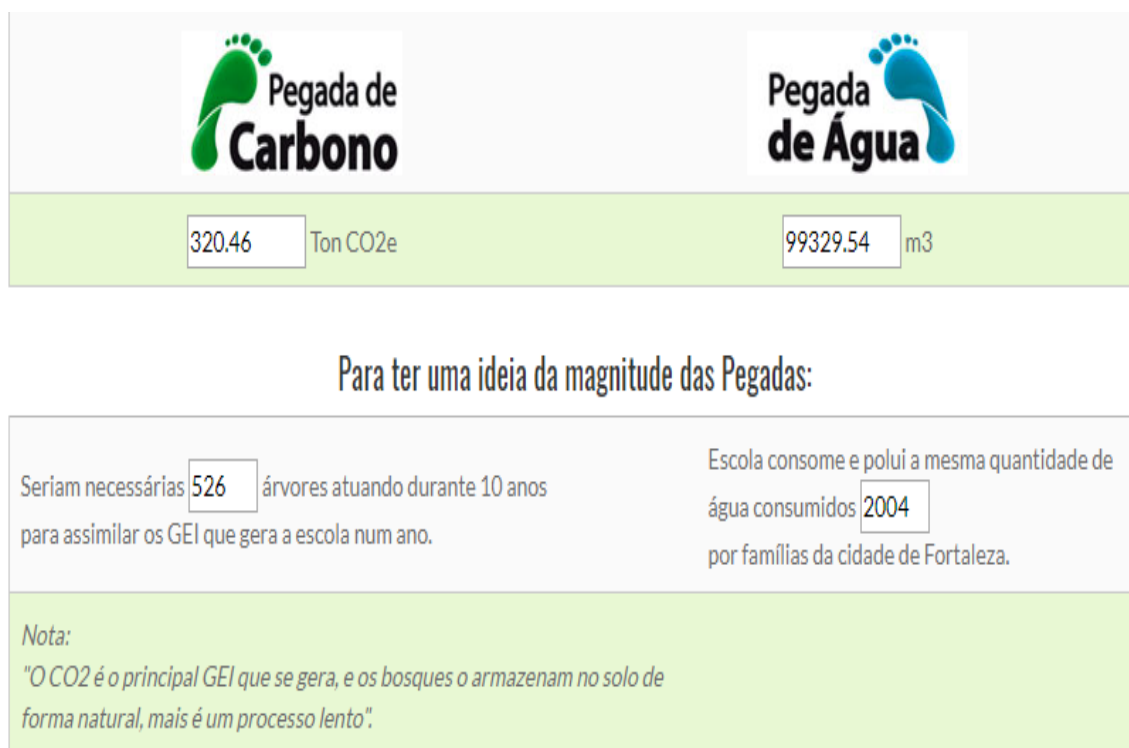 Pegada de
Carbono
Pegada
de Água
320.46 Ton CO2e
99329.54 m3
Para ter uma ideia da magnitude das Pegadas:
Seriam necessárias 526 árvores atuando durante 10 anos
para assimilar os GEI que gera a escola num ano.
Escola consome e polui a mesma quantidade de
água consumidos 2004
por famílias da cidade de Fortaleza.
Nota:
"O CO2 é o principal GEI que se gera, e os bosques o armazenam no solo de
forma natural, mais é um processo lento".